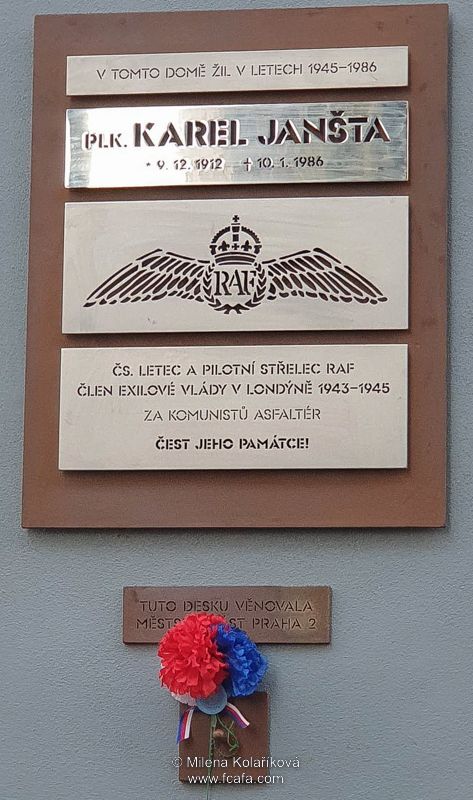 V TOMTO DOMĚ ŽIL V LETECH 1945–1986
PLK. KAREL JANŠTA
* 9. 12. 1912 † 10. 1. 1986
RAF
ČS. LETEC A PILOTNÍ STŘELEC RAF
ČLEN EXILOVÉ VLÁDY V LONDÝNĚ 1943–1945
ZA KOMUNISTŮ ASFALTÉR
ČEST JEHO PAMÁTCE!
TUTO DESKU VĚNOVALA
PRAHA 2
© Milena Kolaříková
www.fcafa.com